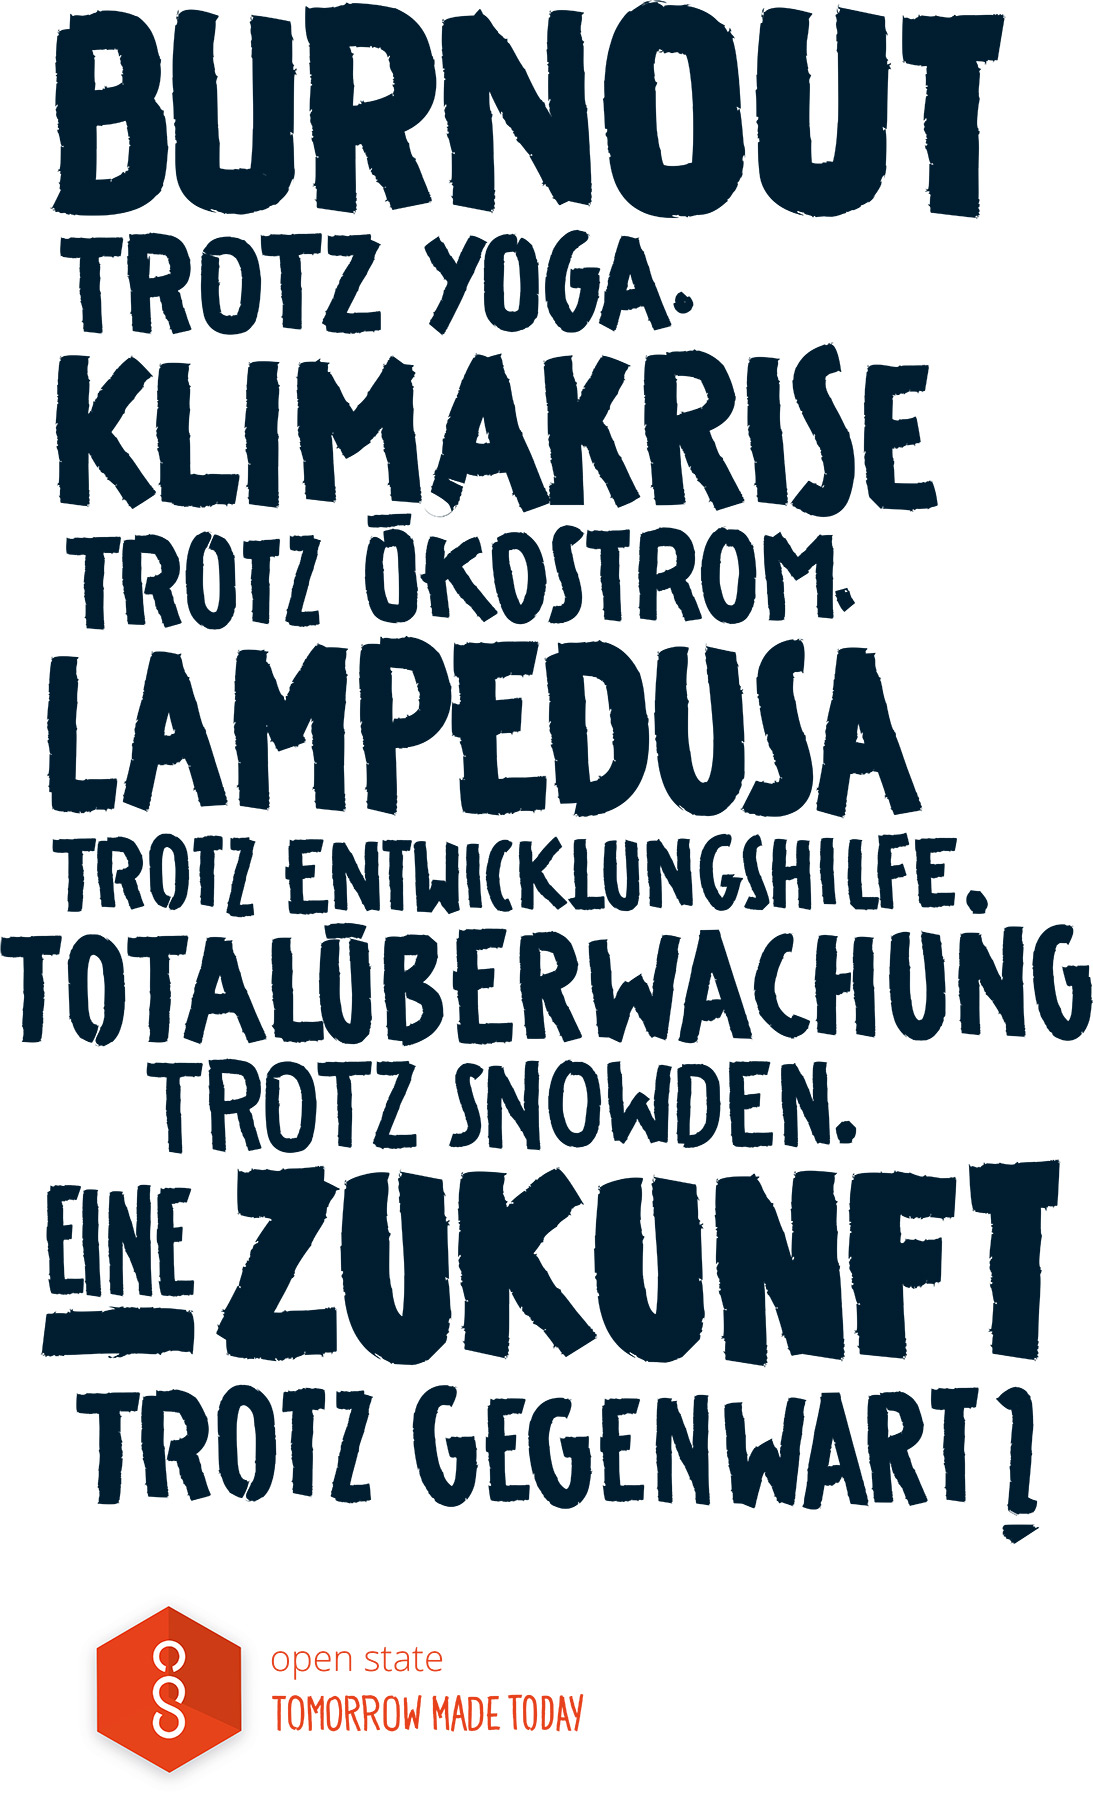 BURNOUT
TROTZ YOGA.
KLIMAKRISE
TROTZ ÖKOSTROM.
LAMPEDUSA
TROTZ ENTWICKLUNGSHILFE.
TOTALÜBERWACHUNG
TROTZ SNOWDEN.
EINE ZUKUNFT
TROTZ GEGENWART?
open state
TOMORROW MADE TODAY